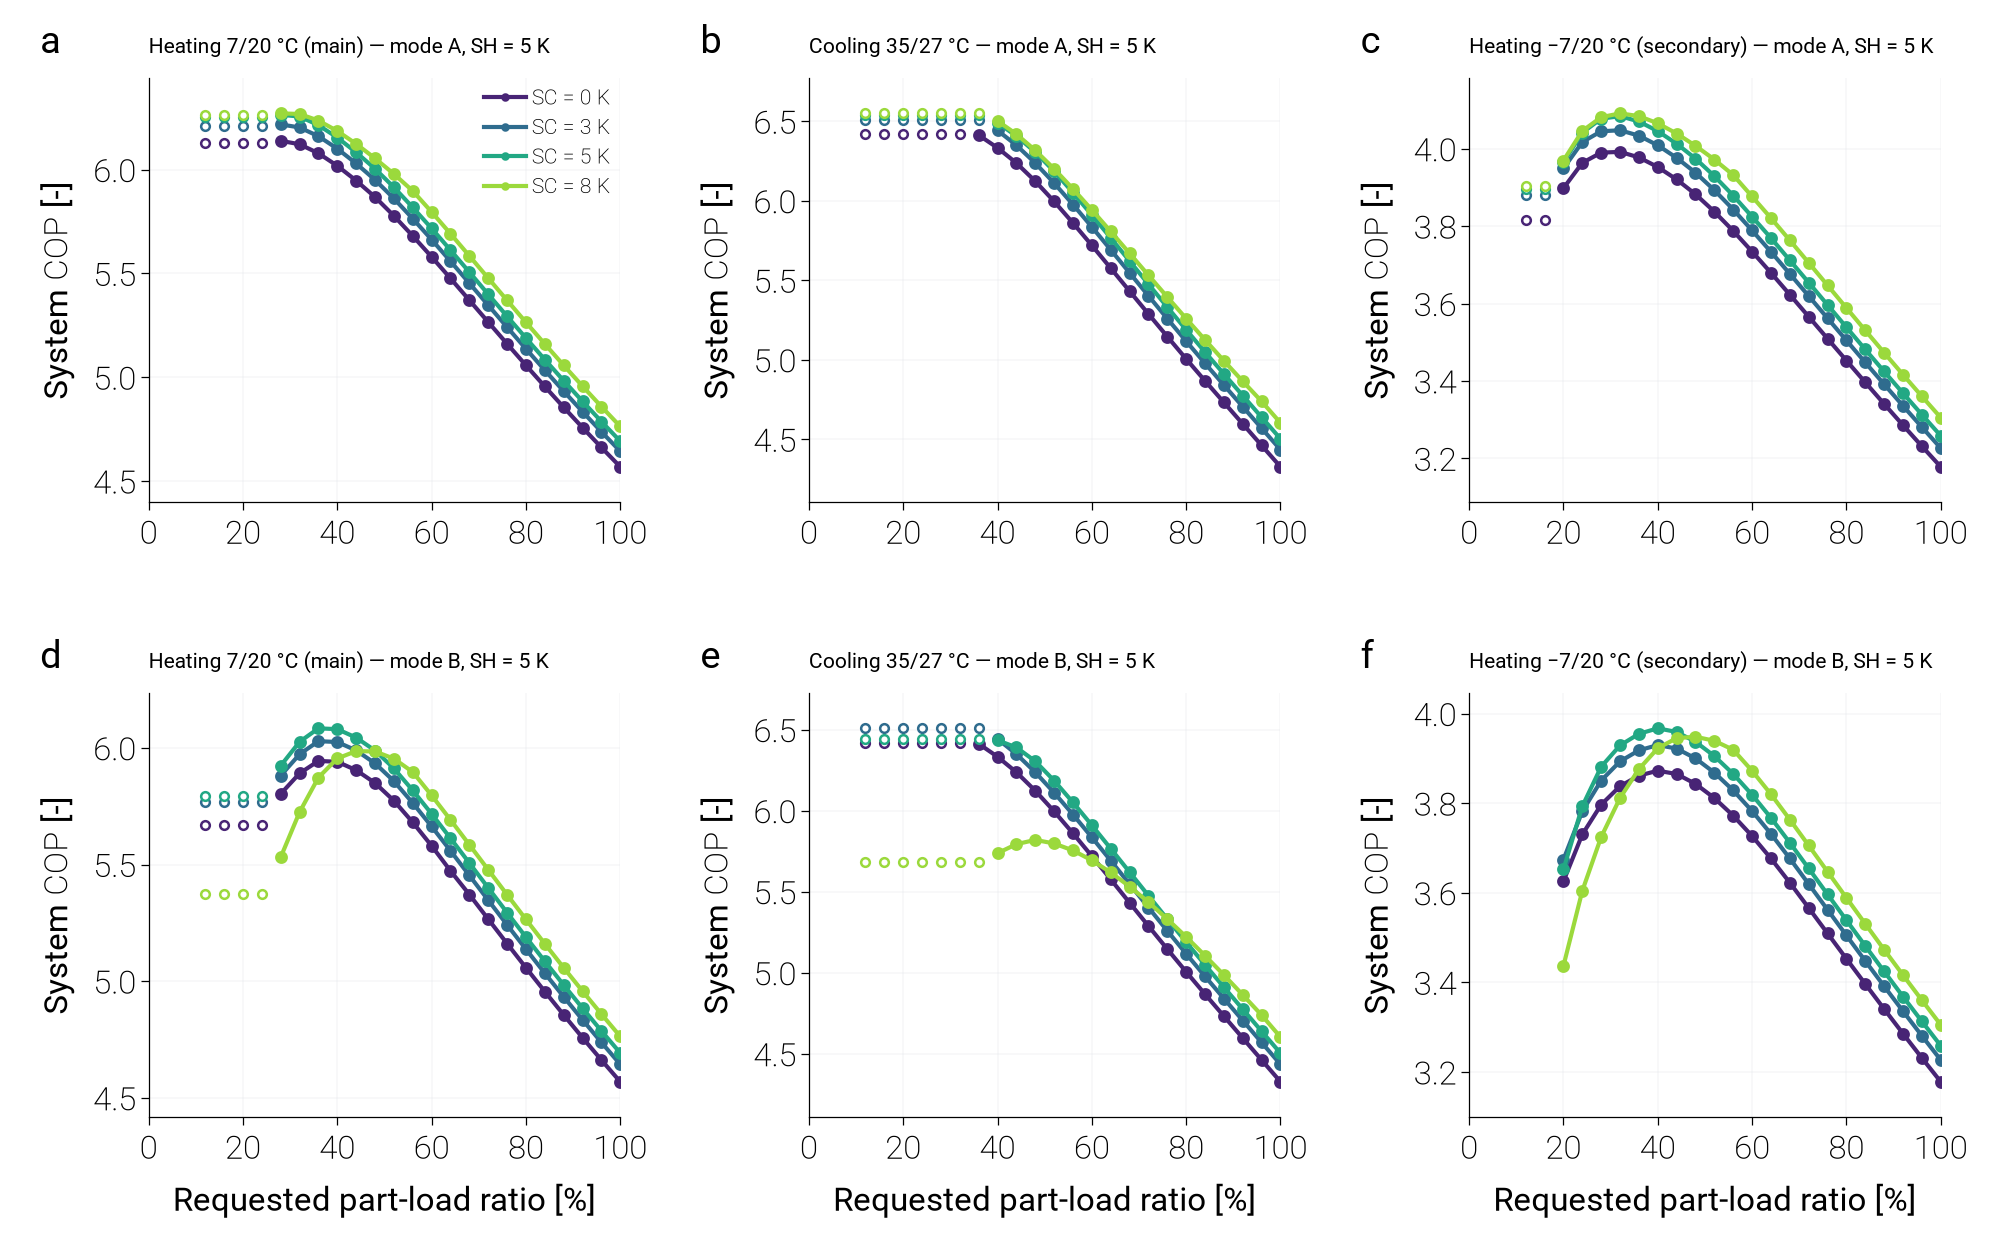 a
Heating 7/20 °C (main) — mode A, SH = 5 K
SC = 0 K
SC = 3 K
SC = 5 K
SC = 8 K
System COP [-]
6.0
5.5
5.0
4.5
0 20 40 60 80 100
b
Cooling 35/27 °C — mode A, SH = 5 K
System COP [-]
6.5
6.0
5.5
5.0
4.5
0 20 40 60 80 100
c
Heating −7/20 °C (secondary) — mode A, SH = 5 K
System COP [-]
4.0
3.8
3.6
3.4
3.2
0 20 40 60 80 100
d
Heating 7/20 °C (main) — mode B, SH = 5 K
System COP [-]
6.0
5.5
5.0
4.5
0 20 40 60 80 100
Requested part-load ratio [%]
e
Cooling 35/27 °C — mode B, SH = 5 K
System COP [-]
6.5
6.0
5.5
5.0
4.5
0 20 40 60 80 100
Requested part-load ratio [%]
f
Heating −7/20 °C (secondary) — mode B, SH = 5 K
System COP [-]
4.0
3.8
3.6
3.4
3.2
0 20 40 60 80 100
Requested part-load ratio [%]